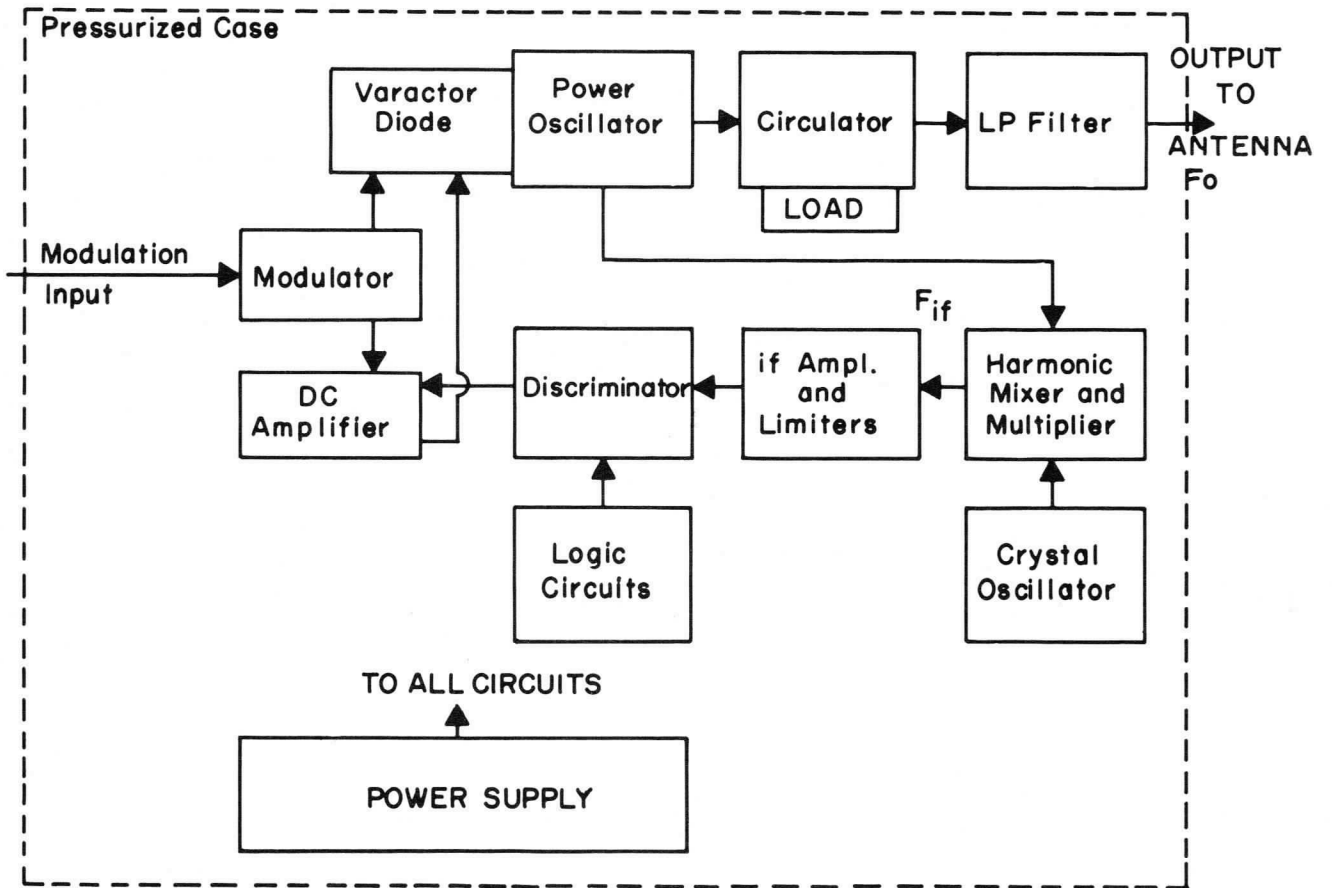 Pressurized Case
Varactor
Diode
Power
Oscillator
Circulator
LOAD
LP Filter
OUTPUT
TO
ANTENNA
Fo
Modulation
Input
Modulator
DC
Amplifier
Discriminator
if Ampl.
and
Limiters
Fif
Harmonic
Mixer and
Multiplier
Logic
Circuits
Crystal
Oscillator
TO ALL CIRCUITS
POWER SUPPLY